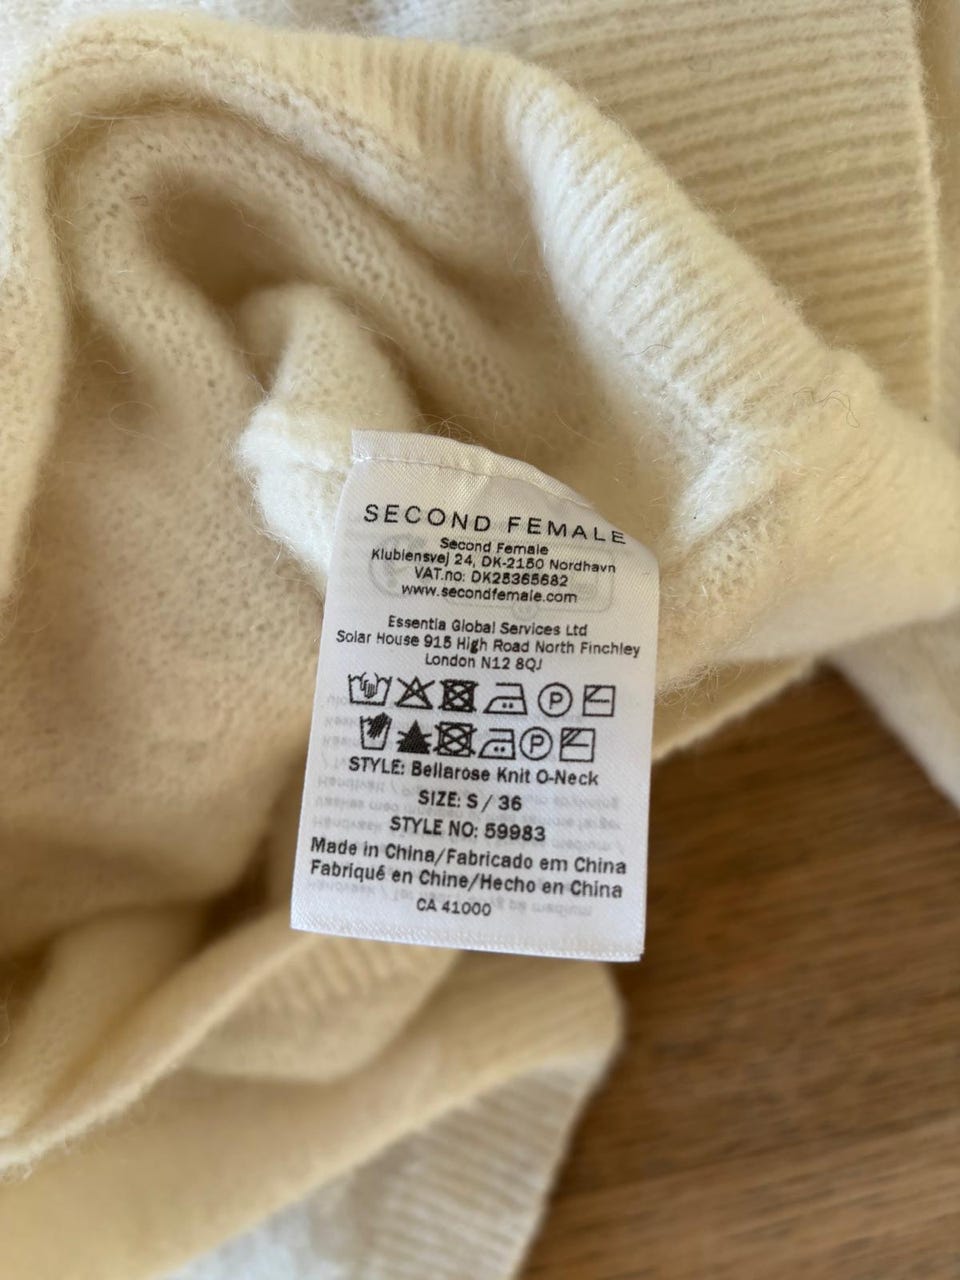 SECOND FEMALE
Second Female
Klubiensvej 24, DK-2150 Nordhavn
VAT.no: DK25365682
www.secondfemale.com
Essentia Global Services Ltd
Solar House 915 High Road North Finchley
London N12 8QJ
P
P
STYLE: Bellarose Knit O-Neck
SIZE: S / 36
STYLE NO: 59983
Made in China/Fabricado em China
Fabriqué en Chine/Hecho en China
CA 41000